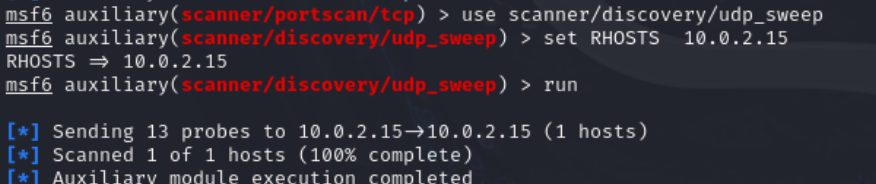 msf6 auxiliary(scanner/portscan/tcp) > use scanner/discovery/udp_sweep
msf6 auxiliary(scanner/discovery/udp_sweep) > set RHOSTS  10.0.2.15
RHOSTS ⇒ 10.0.2.15
msf6 auxiliary(scanner/discovery/udp_sweep) > run
[*] Sending 13 probes to 10.0.2.15→10.0.2.15 (1 hosts)
[*] Scanned 1 of 1 hosts (100% complete)
[*] Auxiliary module execution completed